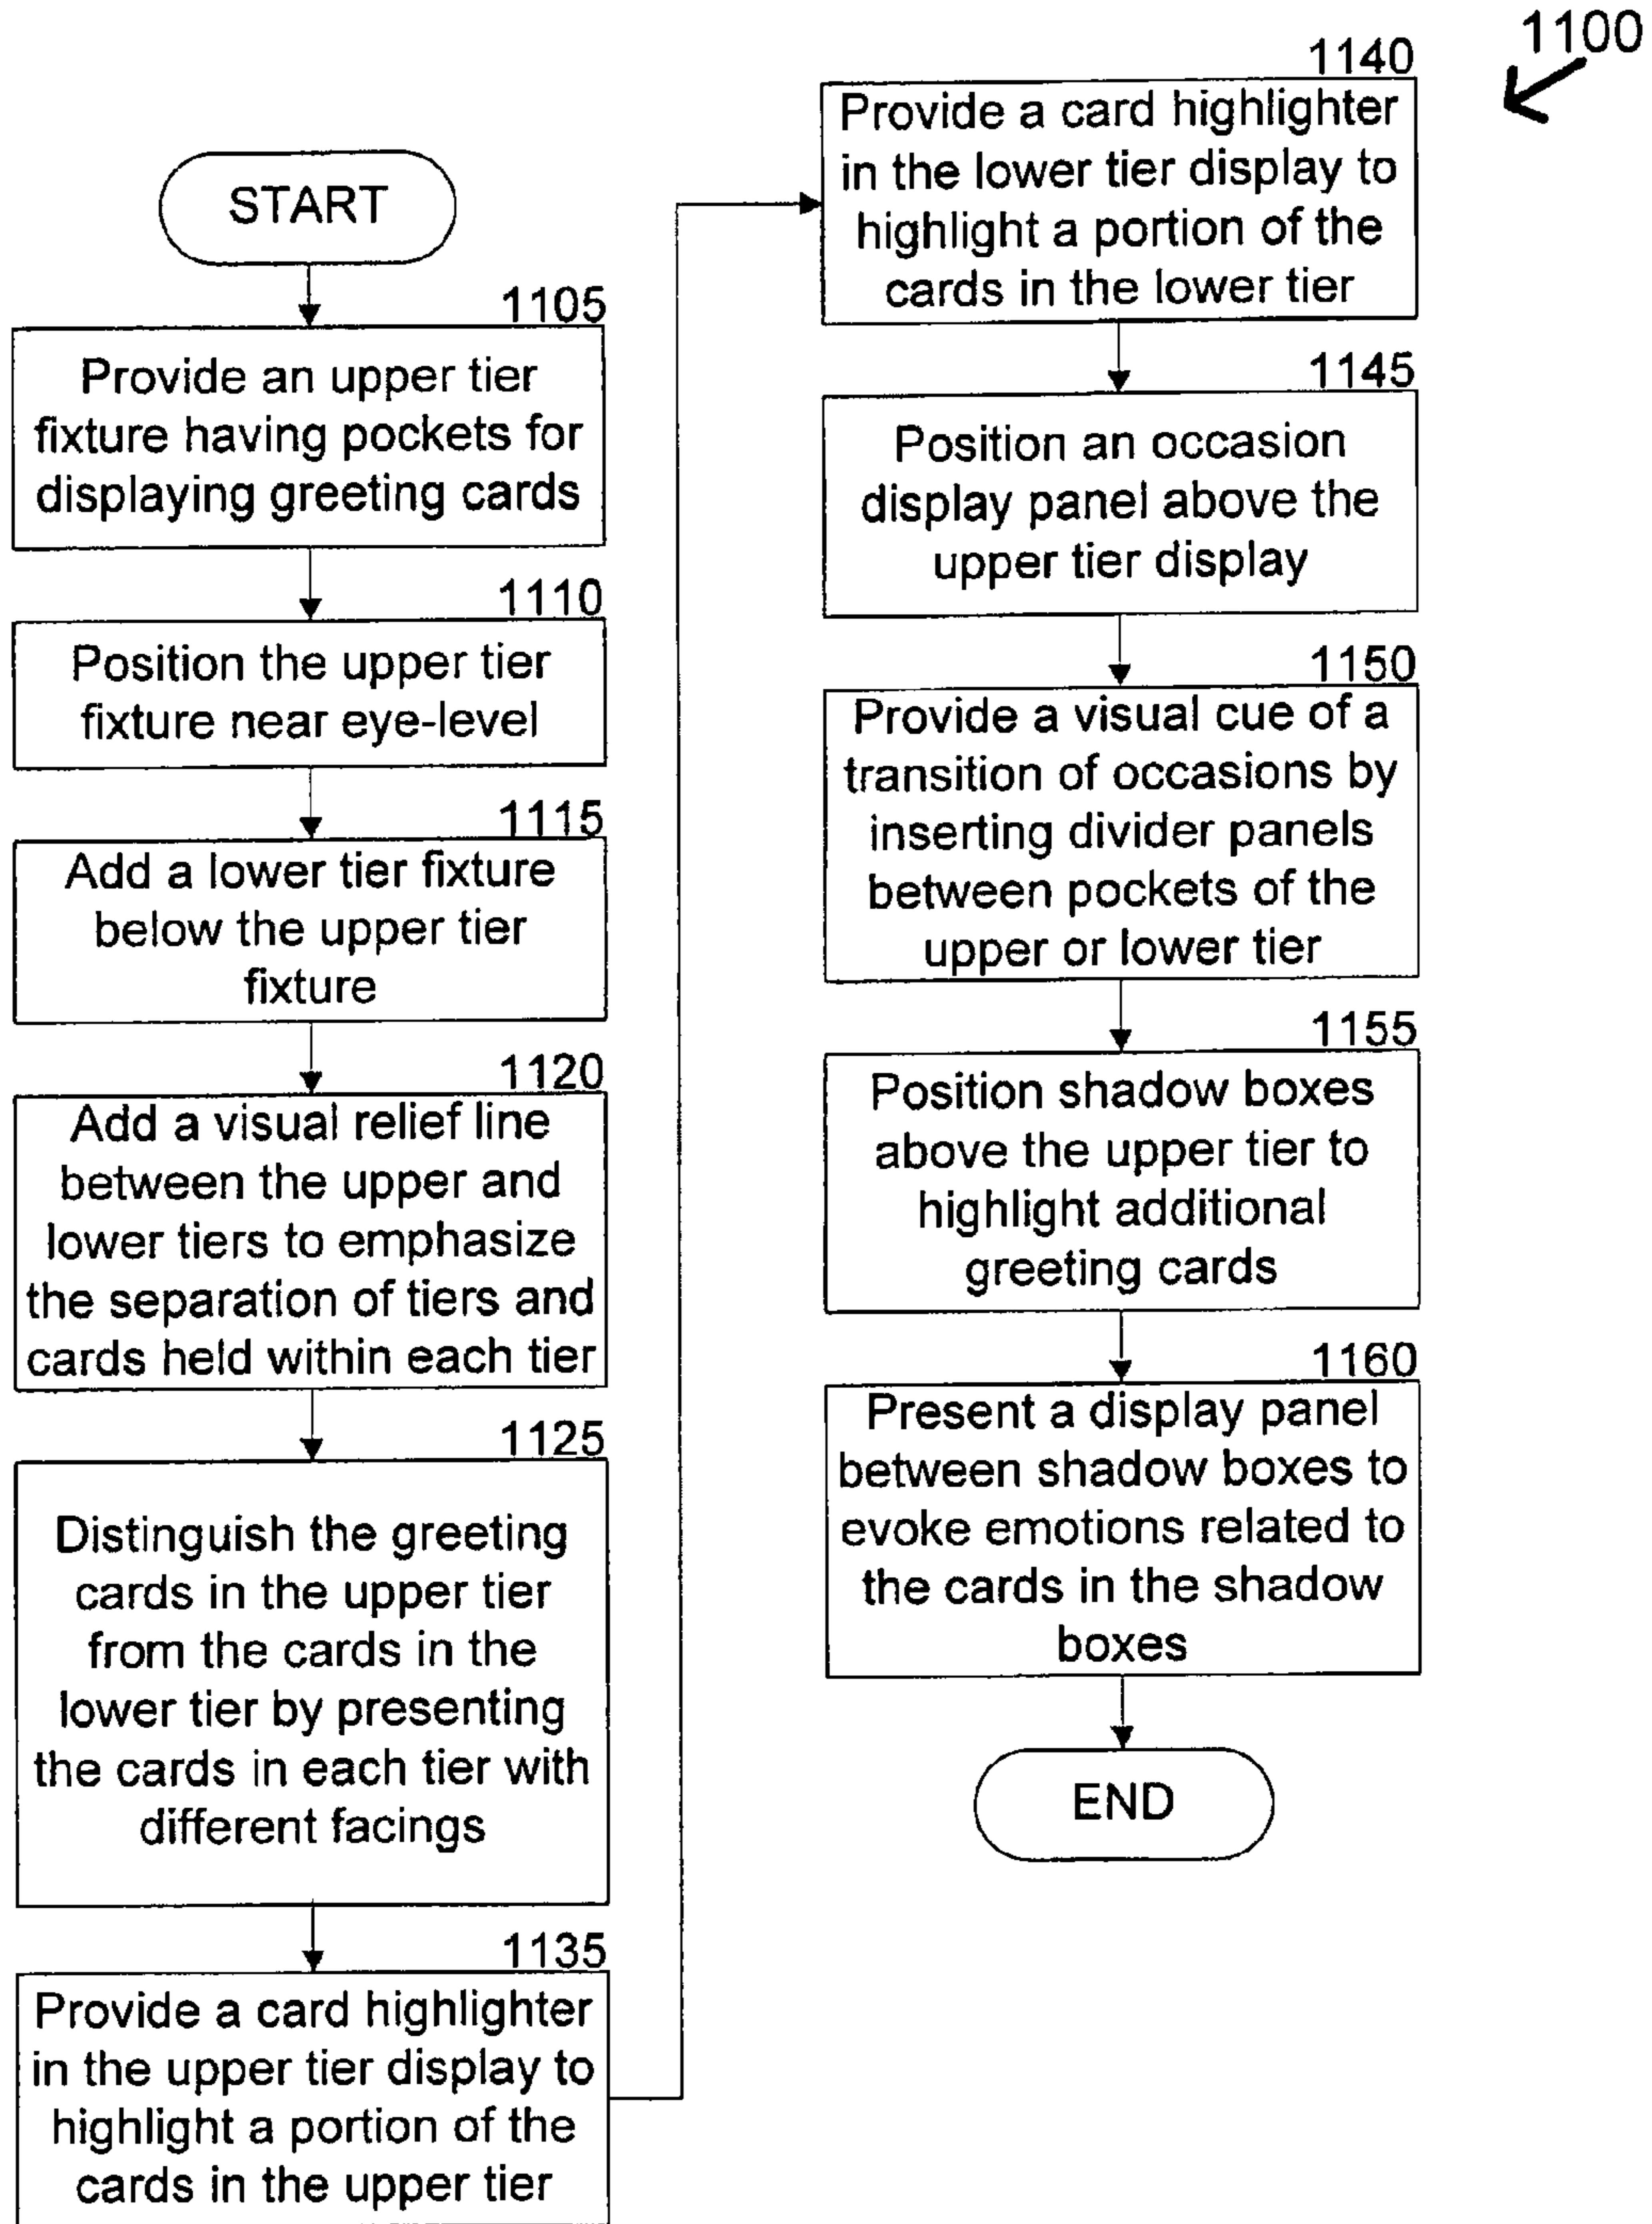 1100
START
1105
Provide an upper tier
fixture having pockets for
displaying greeting cards
1110
Position the upper tier
fixture near eye-level
1115
Add a lower tier fixture
below the upper tier
fixture
1120
Add a visual relief line
between the upper and
lower tiers to emphasize
the separation of tiers and
cards held within each tier
1125
Distinguish the greeting
cards in the upper tier
from the cards in the
lower tier by presenting
the cards in each tier with
different facings
1135
Provide a card highlighter
in the upper tier display to
highlight a portion of the
cards in the upper tier
1140
Provide a card highlighter
in the lower tier display to
highlight a portion of the
cards in the lower tier
1145
Position an occasion
display panel above the
upper tier display
1150
Provide a visual cue of a
transition of occasions by
inserting divider panels
between pockets of the
upper or lower tier
1155
Position shadow boxes
above the upper tier to
highlight additional
greeting cards
1160
Present a display panel
between shadow boxes to
evoke emotions related to
the cards in the shadow
boxes
END